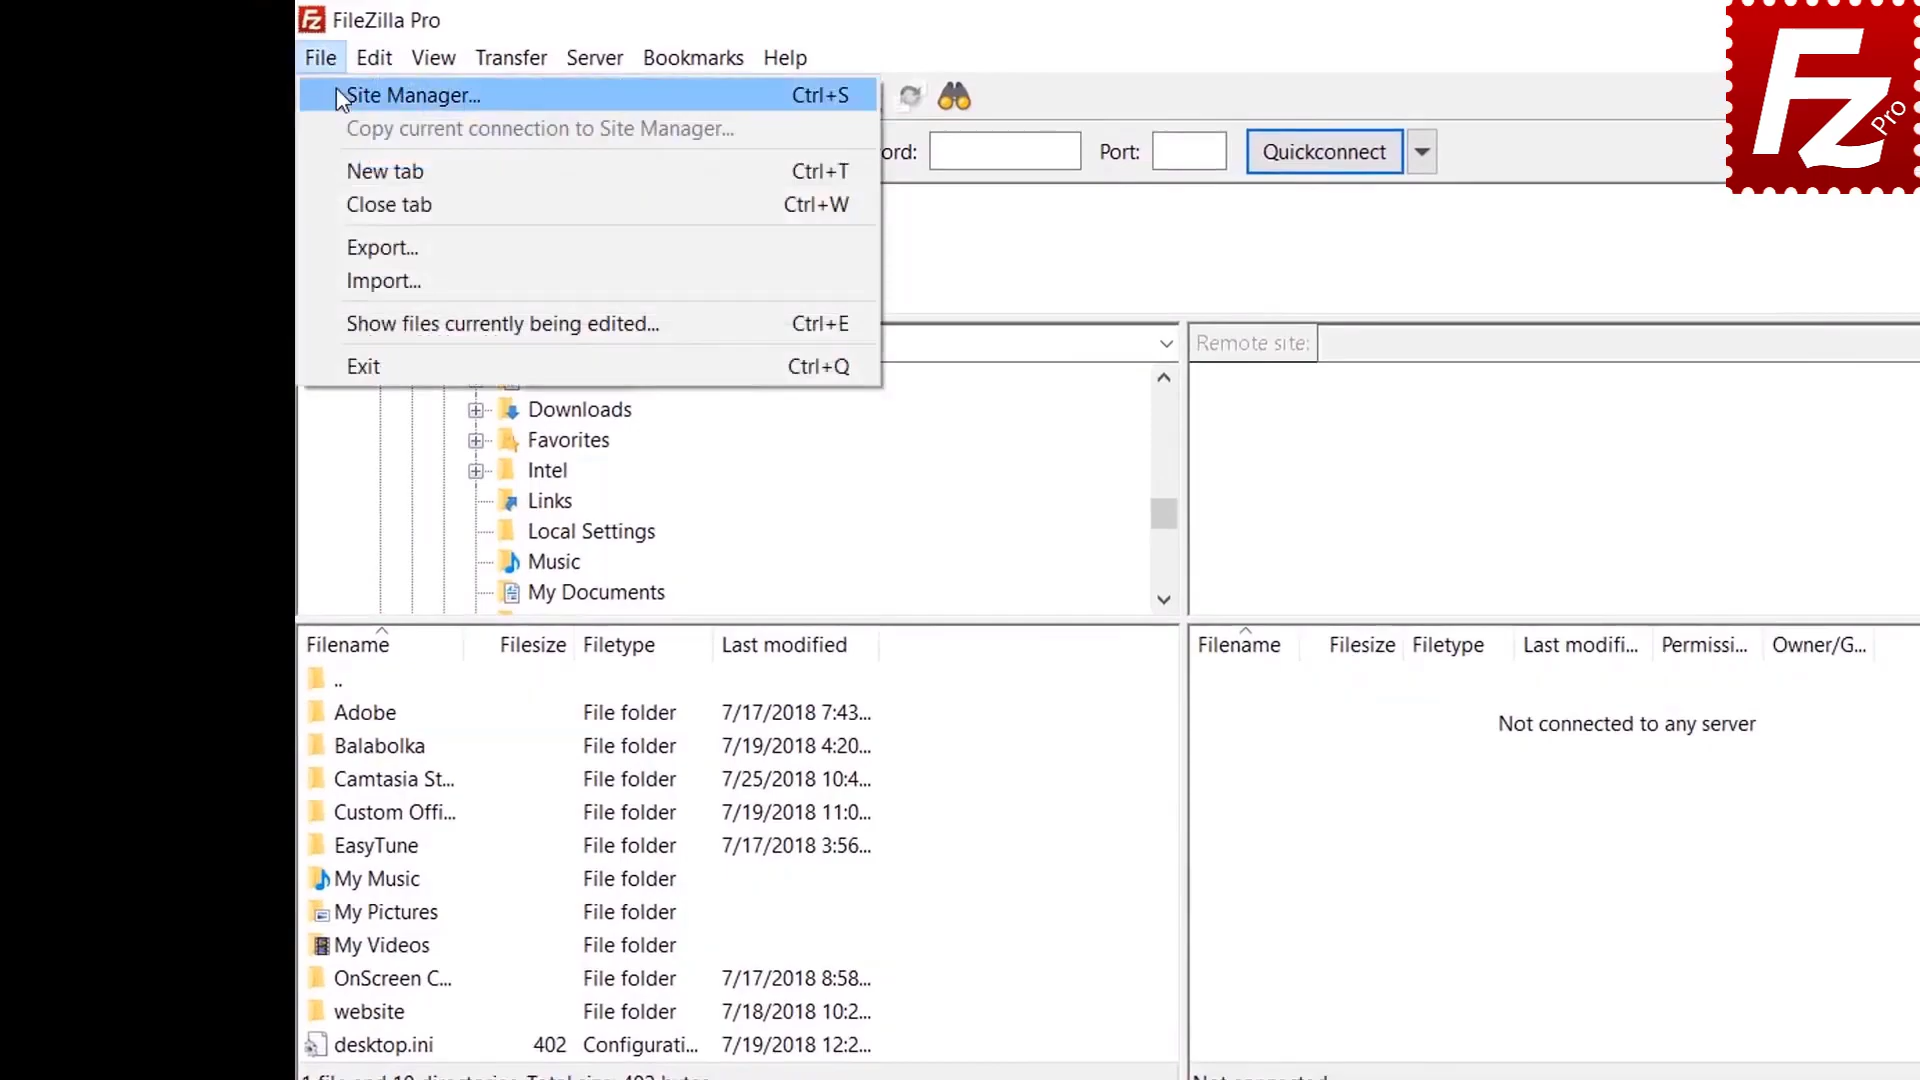 FileZilla Pro
File Edit View Transfer Server Bookmarks Help
Site Manager... Ctrl+S
Copy current connection to Site Manager...
New tab Ctrl+T
Close tab Ctrl+W
Export...
Import...
Show files currently being edited... Ctrl+E
Exit Ctrl+Q
ord: Port: Quickconnect
Fz Pro
Remote site:
Downloads
Favorites
Intel
Links
Local Settings
Music
My Documents
Filename Filesize Filetype Last modified
..
Adobe File folder 7/17/2018 7:43...
Balabolka File folder 7/19/2018 4:20...
Camtasia St... File folder 7/25/2018 10:4...
Custom Offi... File folder 7/19/2018 11:0...
EasyTune File folder 7/17/2018 3:56...
My Music File folder
My Pictures File folder
My Videos File folder
OnScreen C... File folder 7/17/2018 8:58...
website File folder 7/18/2018 10:2...
desktop.ini 402 Configurati... 7/19/2018 12:2...
Filename Filesize Filetype Last modifi... Permissi... Owner/G...
Not connected to any server